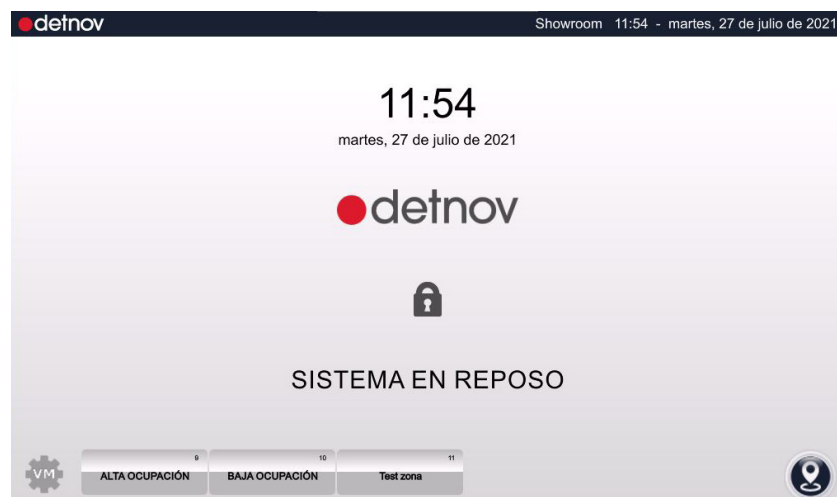 detnov Showroom 11:54 - martes, 27 de julio de 2021
11:54
martes, 27 de julio de 2021
detnov
SISTEMA EN REPOSO
VM
9 10 11
ALTA OCUPACIÓN BAJA OCUPACIÓN Test zona